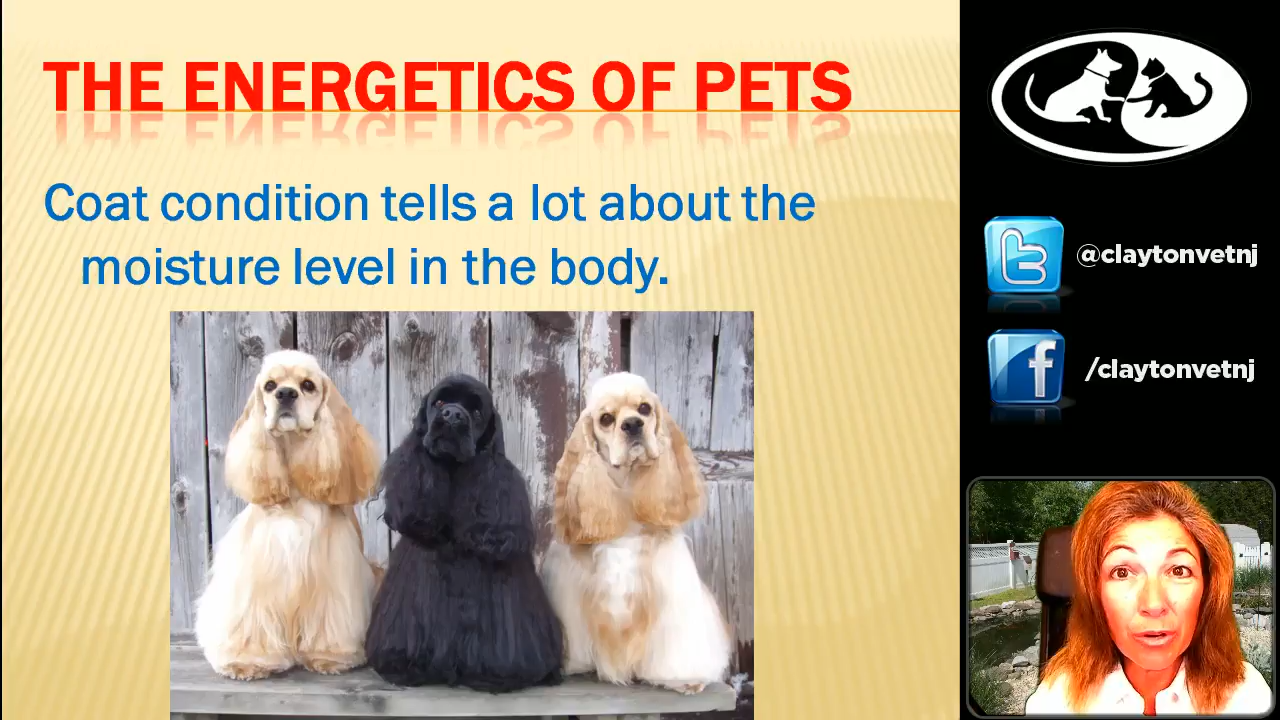 THE ENERGETICS OF PETS
Coat condition tells a lot about the
moisture level in the body.
@claytonvetnj
/claytonvetnj